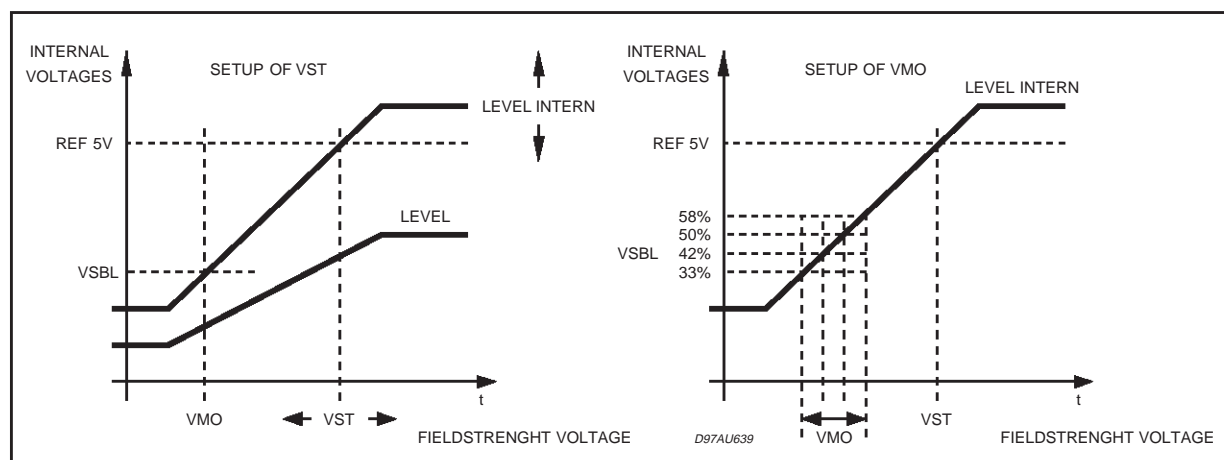 INTERNAL
VOLTAGES
SETUP OF VST
LEVEL INTERN
REF 5V
LEVEL
VSBL
t
VMO
VST
FIELDSTRENGHT VOLTAGE
INTERNAL
VOLTAGES
SETUP OF VMO
LEVEL INTERN
REF 5V
58%
50%
VSBL 42%
33%
t
D97AU639
VMO
VST
FIELDSTRENGHT VOLTAGE